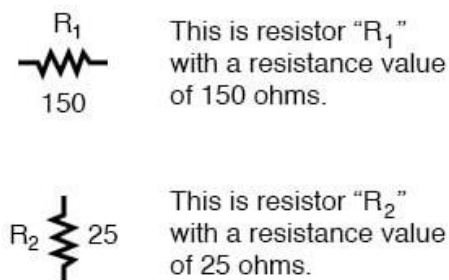 R₁
150
This is resistor “R₁”
with a resistance value
of 150 ohms.
R₂ 25
This is resistor “R₂”
with a resistance value
of 25 ohms.